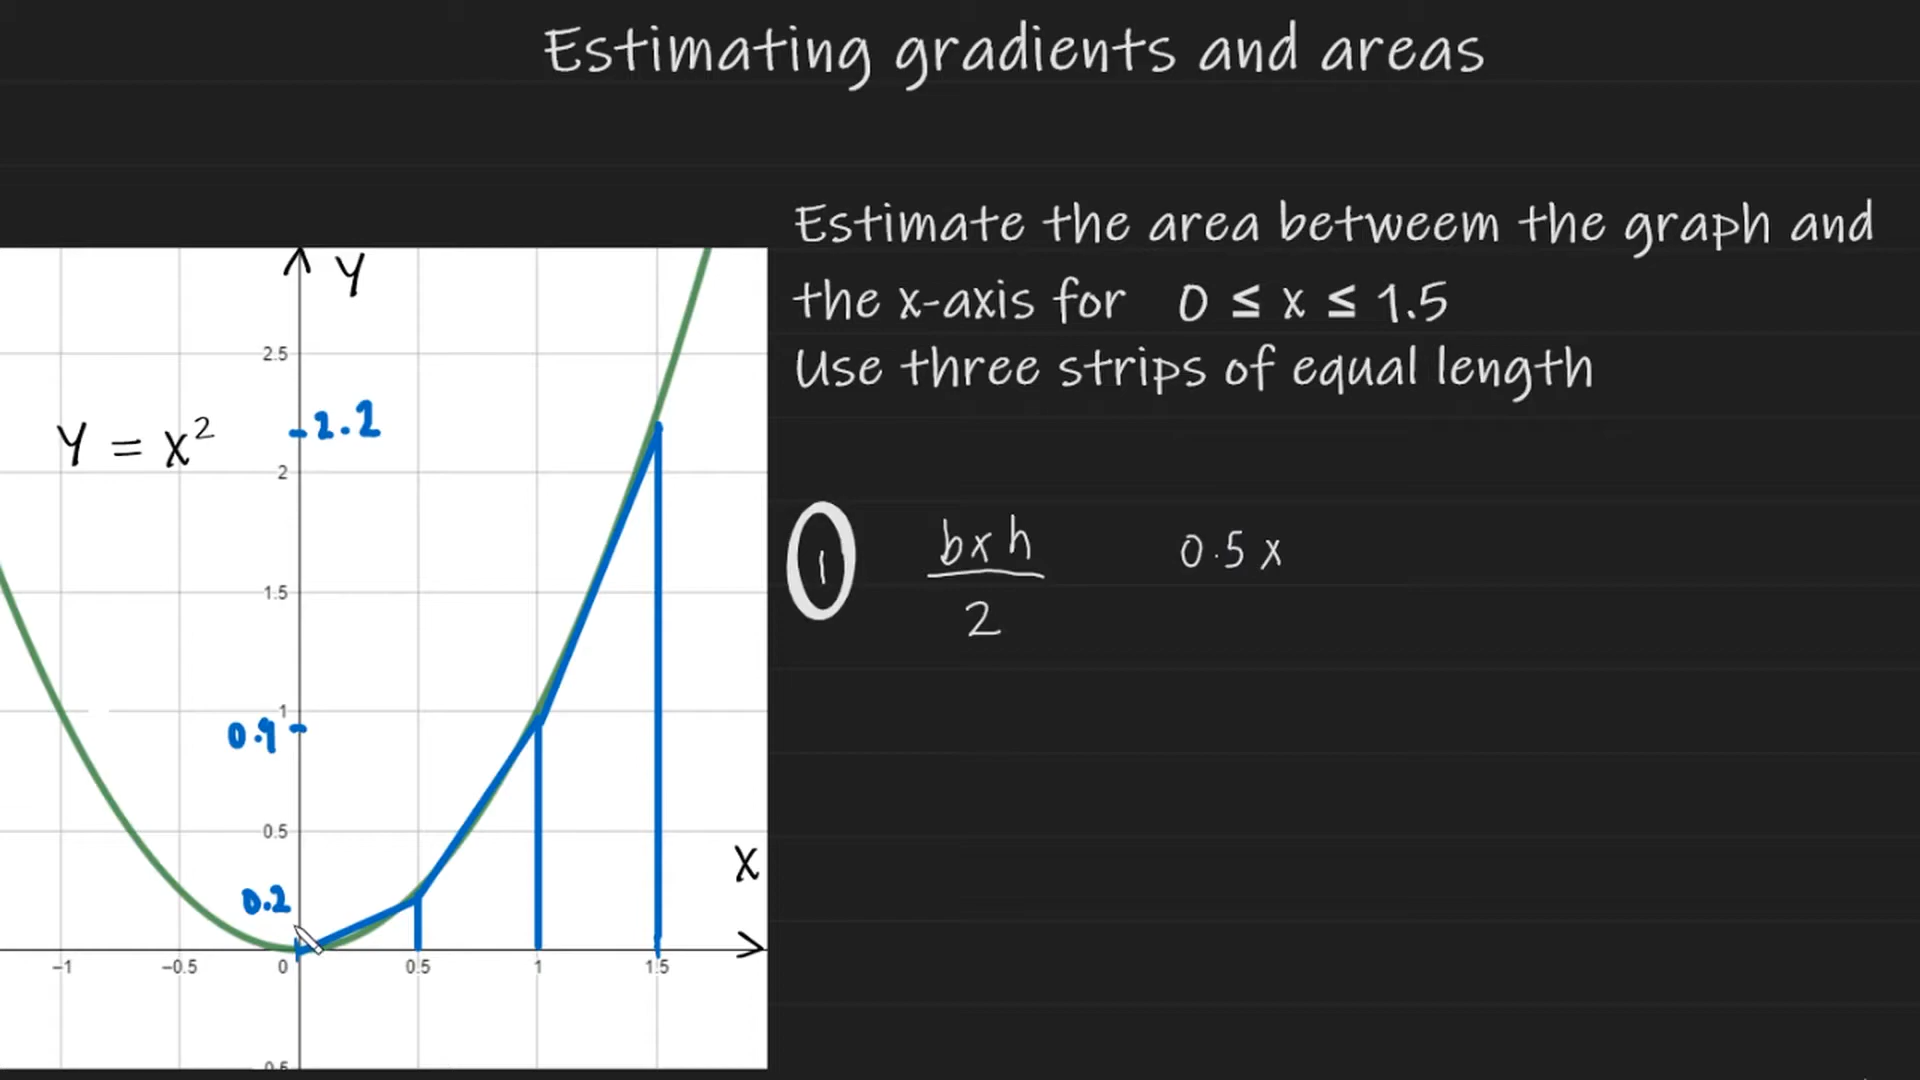 Estimating gradients and areas
Estimate the area betweem the graph and
the x-axis for 0 ≤ x ≤ 1.5
Use three strips of equal length
Y
2.5
2.2
Y = x²
2
1.5
1
0.9
0.5
X
0.2
-1 -0.5 0 0.5 1 1.5
0.5
1 b x h 0.5 x
2